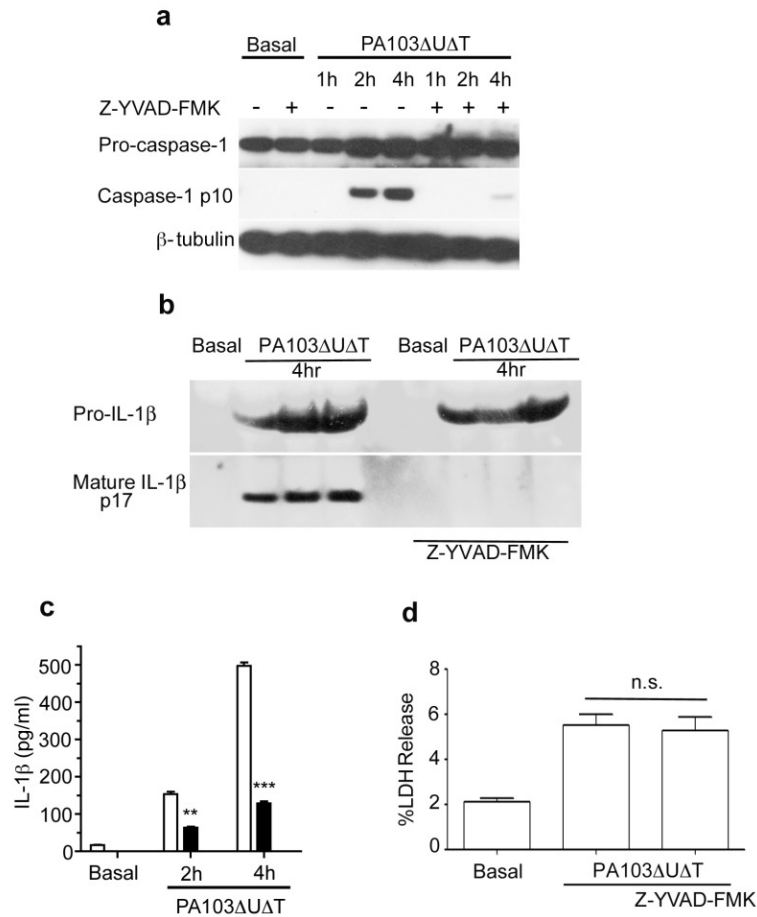 a
Basal PA103ΔUΔT
1h 2h 4h 1h 2h 4h
Z-YVAD-FMK - + - - - + + +
Pro-caspase-1
Caspase-1 p10
β-tubulin
b
Basal PA103ΔUΔT Basal PA103ΔUΔT
4hr 4hr
Pro-IL-1β
Mature IL-1β
p17
Z-YVAD-FMK
c
IL-1β (pg/ml)
500
400
300
200
150
100
0
**
***
Basal 2h 4h
PA103ΔUΔT
d
%LDH Release
8
6
4
2
0
n.s.
Basal PA103ΔUΔT
Z-YVAD-FMK